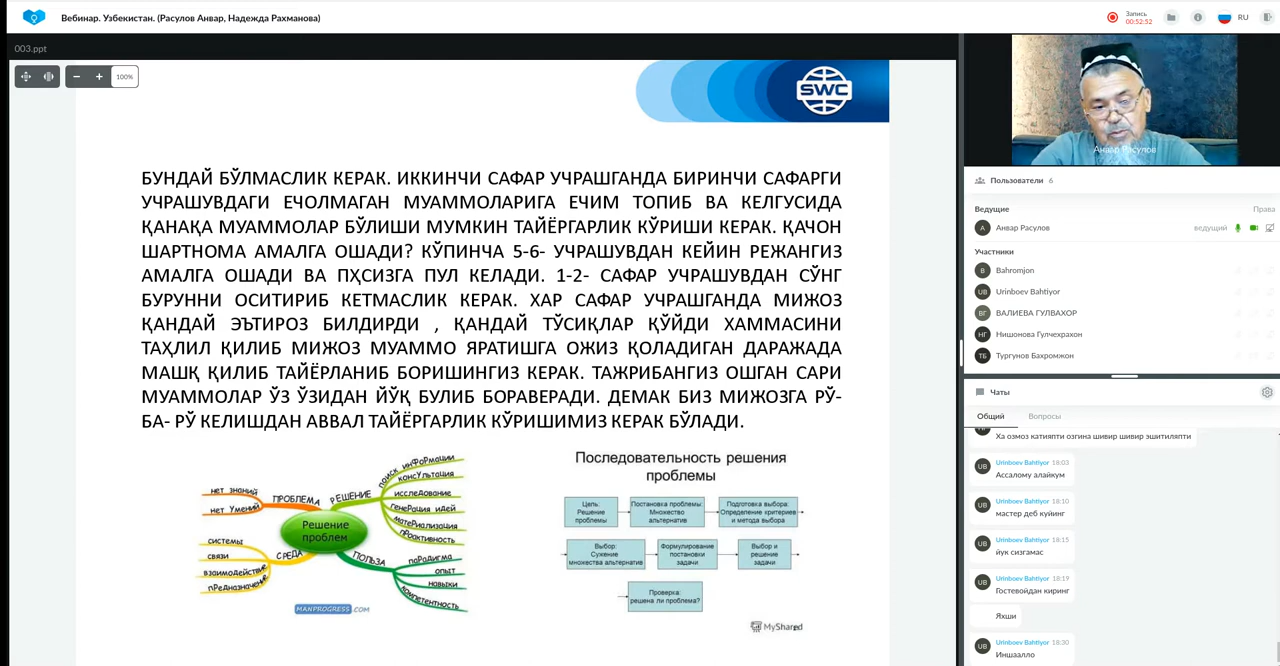 Вебинар. Узбекистан. (Расулов Анвар, Надежда Рахманова)
Запись
00:52:52
RU
003.ppt
100%
SWC
БУНДАЙ БЎЛМАСЛИК КЕРАК. ИККИНЧИ САФАР УЧРАШГАНДА БИРИНЧИ САФАРГИ
УЧРАШУВДАГИ ЕЧОЛМАГАН МУАММОЛАРИГА ЕЧИМ ТОПИБ ВА КЕЛГУСИДА
ҚАНАҚА МУАММОЛАР БЎЛИШИ МУМКИН ТАЙЁРГАРЛИК КЎРИШИ КЕРАК. ҚАЧОН
ШАРТНОМА АМАЛГА ОШАДИ? КЎПИНЧА 5-6- УЧРАШУВДАН КЕЙИН РЕЖАНГИЗ
АМАЛГА ОШАДИ ВА ПҲСИЗГА ПУЛ КЕЛАДИ. 1-2- САФАР УЧРАШУВДАН СЎНГ
БУРУННИ ОСИТИРИБ КЕТМАСЛИК КЕРАК. ХАР САФАР УЧРАШГАНДА МИЖОЗ
ҚАНДАЙ ЭЪТИРОЗ БИЛДИРДИ , ҚАНДАЙ ТЎСИҚЛАР ҚЎЙДИ ХАММАСИНИ
ТАҲЛИЛ ҚИЛИБ МИЖОЗ МУАММО ЯРАТИШГА ОЖИЗ ҚОЛАДИГАН ДАРАЖАДА
МАШҚ ҚИЛИБ ТАЙЁРЛАНИБ БОРИШИНГИЗ КЕРАК. ТАЖРИБАНГИЗ ОШГАН САРИ
МУАММОЛАР ЎЗ ЎЗИДАН ЙЎҚ БУЛИБ БОРАВЕРАДИ. ДЕМАК БИЗ МИЖОЗГА РЎ-
БА- РЎ КЕЛИШДАН АВВАЛ ТАЙЁРГАРЛИК КЎРИШИМИЗ КЕРАК БЎЛАДИ.
нет знаний
нет умений
ПРОБЛЕМА
РЕШЕНИЕ
поиск информации
консультация
исследование
генерация идей
материализация
проактивность
Решение
проблем
системы
связи
взаимодействие
предназначение
СРЕДА
ПОЛЬЗА
парадигма
опыт
навыки
компетентность
MANPROGRESS.COM
Последовательность решения
проблемы
Цель:
Решение
проблемы
Постановка проблемы:
Множество
альтернатив
Подготовка выбора:
Определение критериев
и метода выбора
Выбор:
Сужение
множества альтернатив
Формулирование
постановки
задачи
Выбор и
решение
задачи
Проверка:
решена ли проблема?
MyShared
Анвар Расулов
Пользователи 6
Ведущие
Права
А Анвар Расулов ведущий
Участники
B Bahromjon
UB Urinboev Bahtiyor
ВГ ВАЛИЕВА ГУЛВАХОР
НГ Нишонова Гулчехрахон
ТБ Тургунов Бахромжон
Чаты
Общий Вопросы
Ха озмоз катияпти озгина шивир шивир эшитиляпти
UB Urinboev Bahtiyor 18:03
Ассалому алайкум
UB Urinboev Bahtiyor 18:10
мастер деб куйинг
UB Urinboev Bahtiyor 18:15
йук сизгамас
UB Urinboev Bahtiyor 18:19
Гостевойдан киринг
Яхши
UB Urinboev Bahtiyor 18:30
Иншаалло